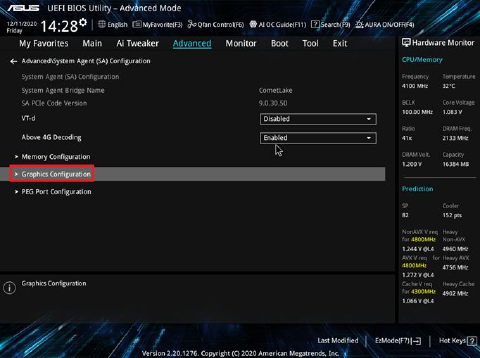 ASUS UEFI BIOS Utility – Advanced Mode
12/11/2020
Friday
14:28
English MyFavorite(F3) Qfan Control(F6) AI OC Guide(F11) Search(F9) AURA ON/OFF(F4)
My Favorites Main Ai Tweaker Advanced Monitor Boot Tool Exit
Hardware Monitor
Advanced\System Agent (SA) Configuration
System Agent (SA) Configuration
System Agent Bridge Name CometLake
SA PCIe Code Version 9.0.30.50
VT-d Disabled
Above 4G Decoding Enabled
Memory Configuration
Graphics Configuration
PEG Port Configuration
Graphics Configuration
CPU/Memory
Frequency Temperature
4100 MHz 32°C
BCLK Core Voltage
100.00 MHz 1.083 V
Ratio DRAM Freq.
41x 2133 MHz
DRAM Volt. Capacity
1.209 V 16384 MB
Prediction
SP Cooler
82 152 pts
NonAVX V req Heavy
for 4800MHz Non-AVX
1.244 V @L4 4960 MHz
AVX V req for Heavy AVX
4800MHz 4756 MHz
1.272 V @L4
Cache V req Heavy Cache
for 4300MHz 4902 MHz
1.066 V @L4
Last Modified EzMode(F7) Hot Keys ?
Version 2.20.1276. Copyright (C) 2020 American Megatrends, Inc.